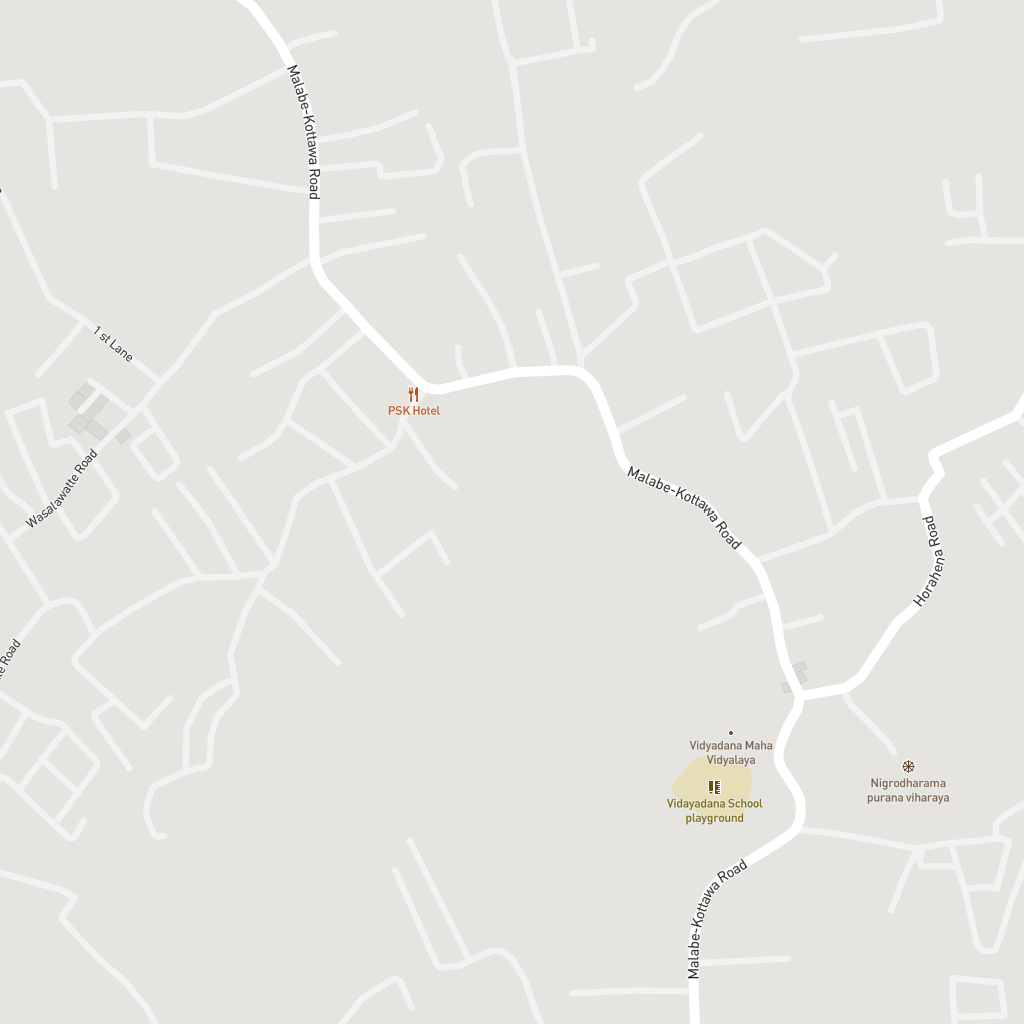 Malabe-Kottawa Road
1 st Lane
PSK Hotel
Wasalawatte Road
Malabe-Kottawa Road
Horahena Road
Road
Vidyadana Maha
Vidyalaya
Nigrodharama
purana viharaya
Vidayadana School
playground
Malabe-Kottawa Road